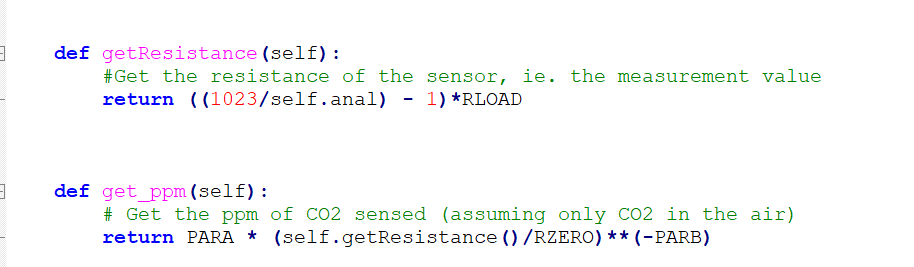 def getResistance(self):
#Get the resistance of the sensor, ie. the measurement value
return ((1023/self.anal) - 1)*RLOAD
def get_ppm(self):
# Get the ppm of CO2 sensed (assuming only CO2 in the air)
return PARA * (self.getResistance()/RZERO)**(-PARB)